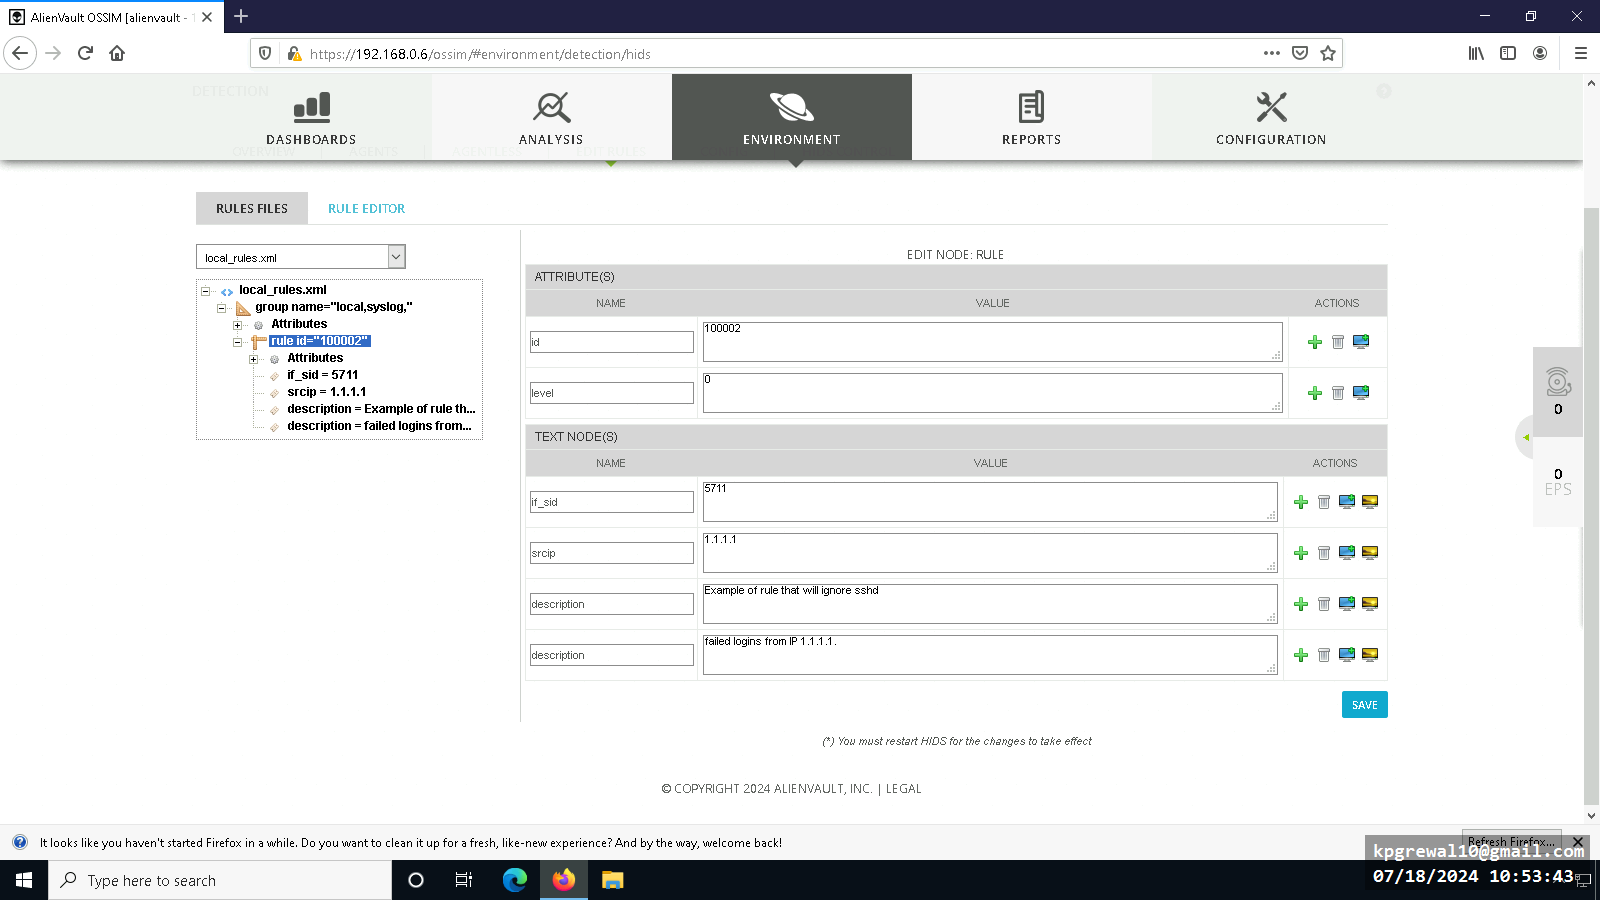 AlienVault OSSIM [alienvault -
https://192.168.0.6/ossim/#environment/detection/hids
DETECTION
DASHBOARDS
ANALYSIS
ENVIRONMENT
REPORTS
CONFIGURATION
OVERVIEW
AGENTS
AGENTLESS
EDIT RULES
RULES FILES
RULE EDITOR
local_rules.xml
local_rules.xml
group name="local,syslog,"
Attributes
rule id="100002"
Attributes
if_sid = 5711
srcip = 1.1.1.1
description = Example of rule th...
description = failed logins from...
EDIT NODE: RULE
ATTRIBUTE(S)
NAME VALUE ACTIONS
id 100002
level 0
TEXT NODE(S)
NAME VALUE ACTIONS
if_sid 5711
srcip 1.1.1.1
description Example of rule that will ignore sshd
description failed logins from IP 1.1.1.1.
SAVE
(*) You must restart HIDS for the changes to take effect
0
0
EPS
© COPYRIGHT 2024 ALIENVAULT, INC. | LEGAL
It looks like you haven't started Firefox in a while. Do you want to clean it up for a fresh, like-new experience? And by the way, welcome back!
Refresh Firefox...
kpgrewal10@gmail.com
07/18/2024 10:53:43
Type here to search